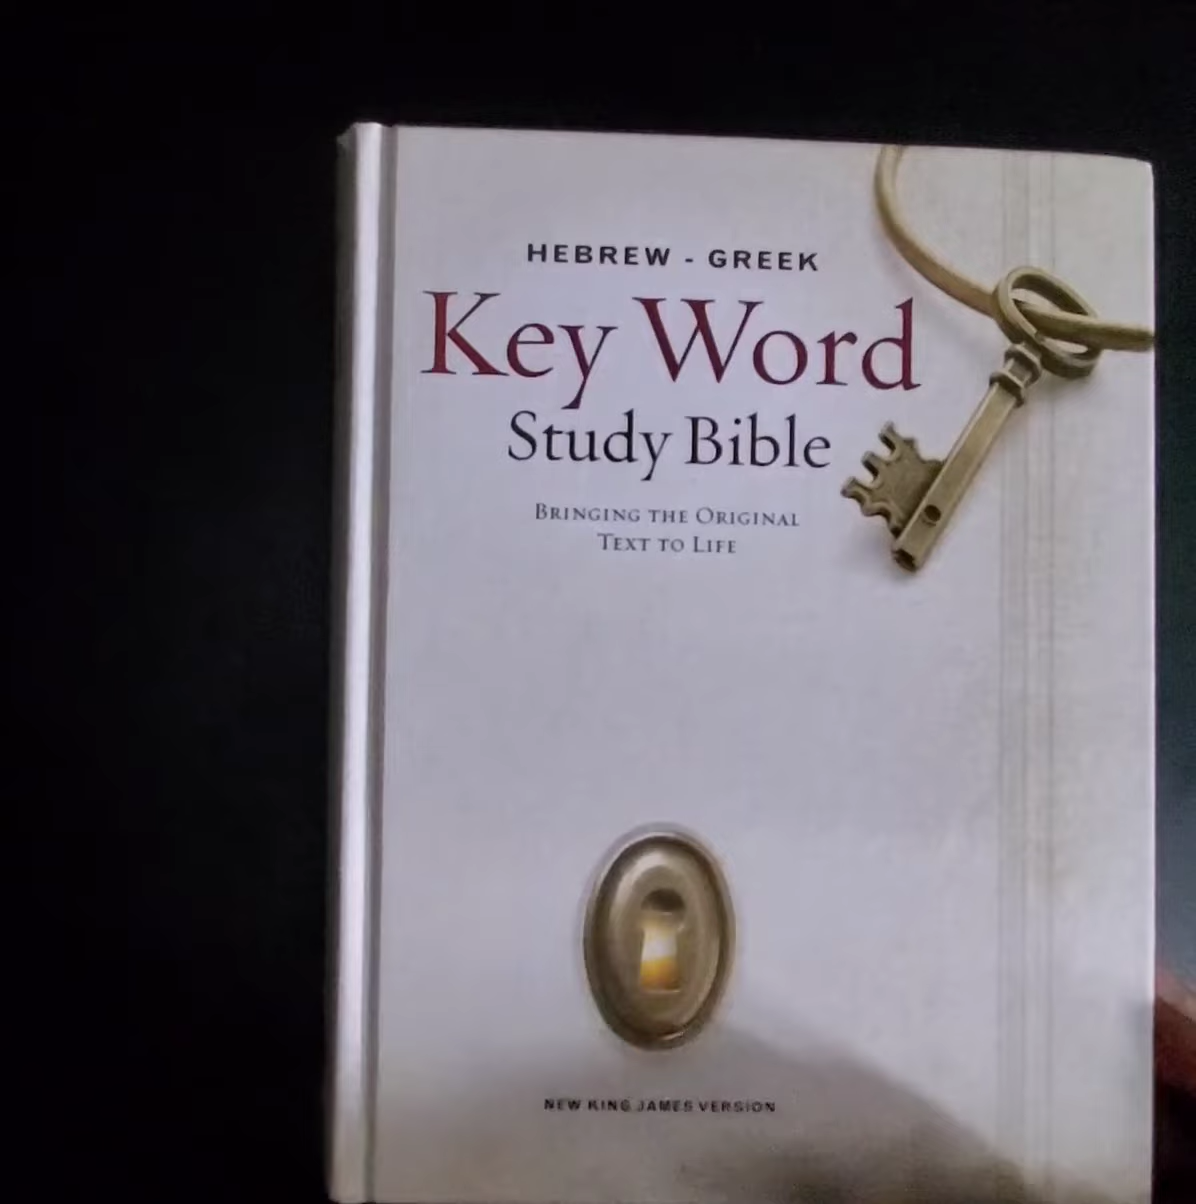 HEBREW - GREEK
Key Word
Study Bible
BRINGING THE ORIGINAL
TEXT TO LIFE
NEW KING JAMES VERSION